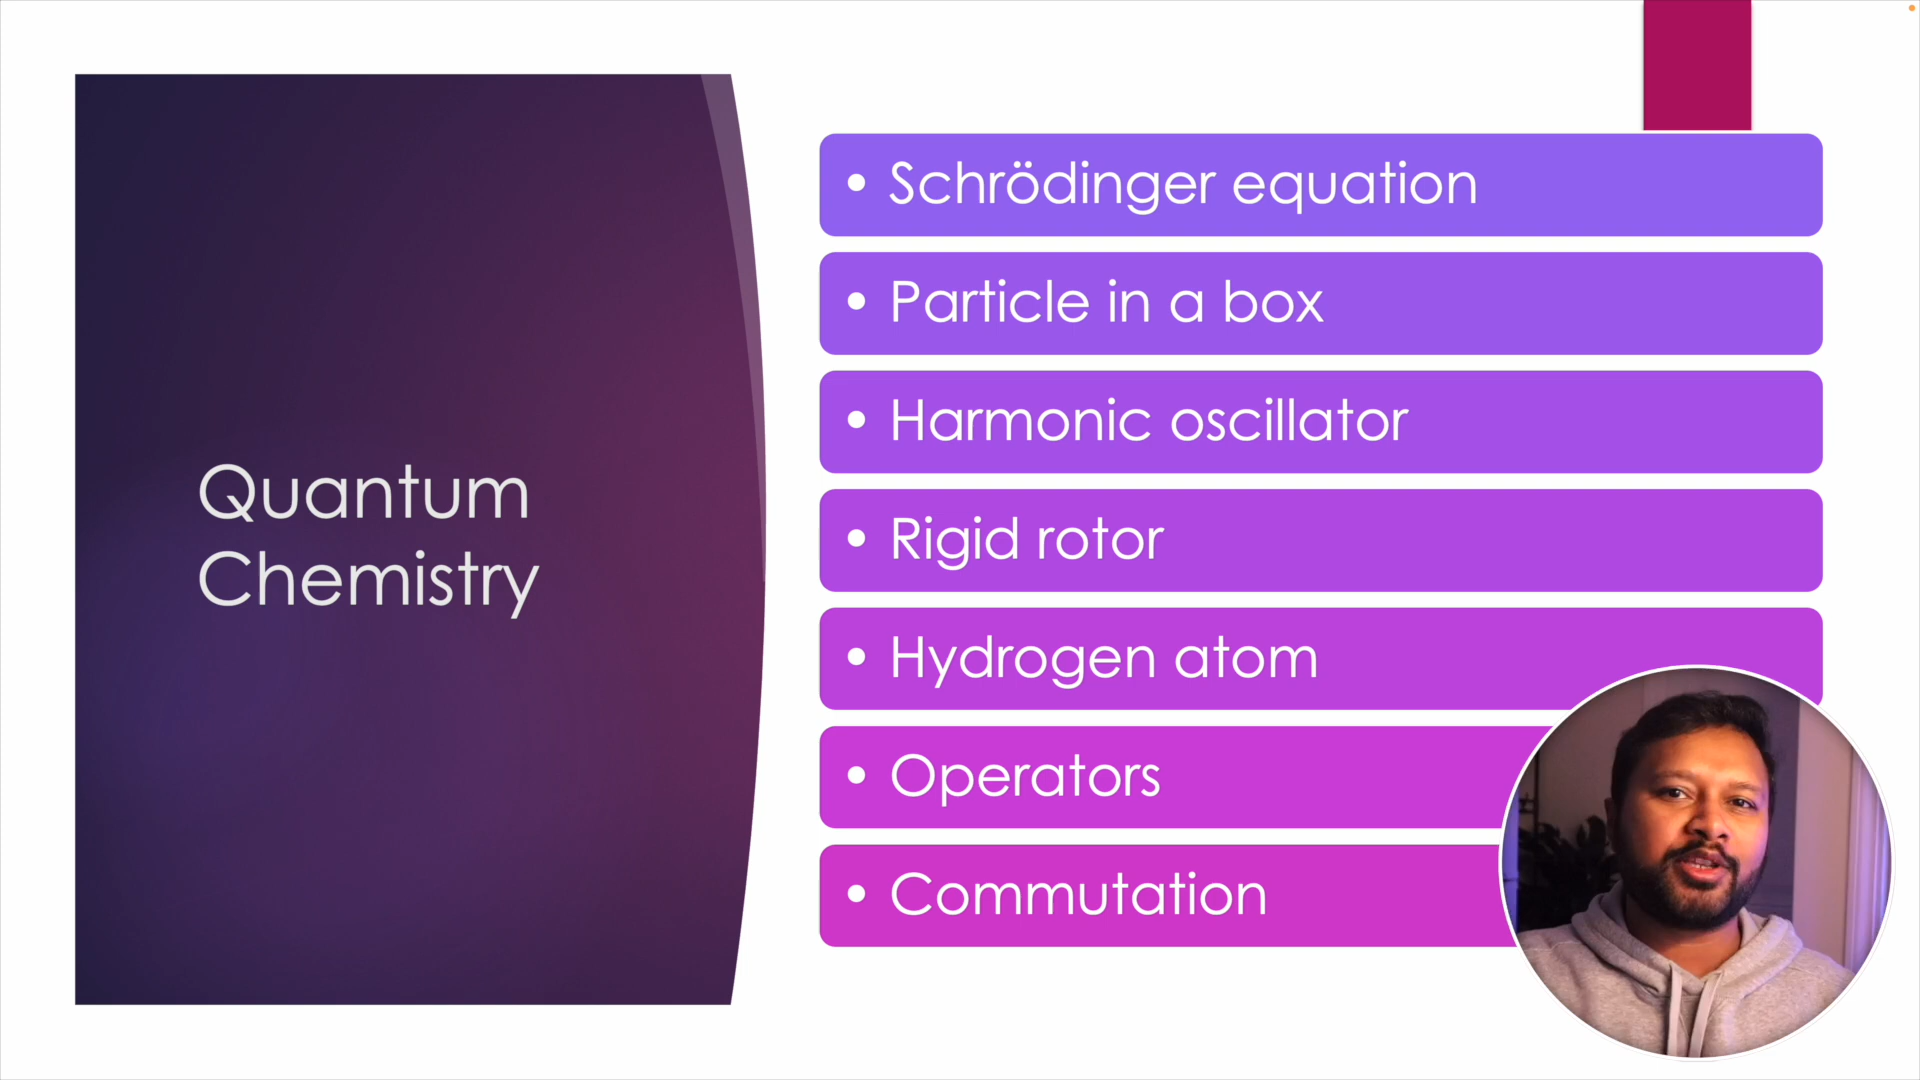 Quantum
Chemistry
• Schrödinger equation
• Particle in a box
• Harmonic oscillator
• Rigid rotor
• Hydrogen atom
• Operators
• Commutation